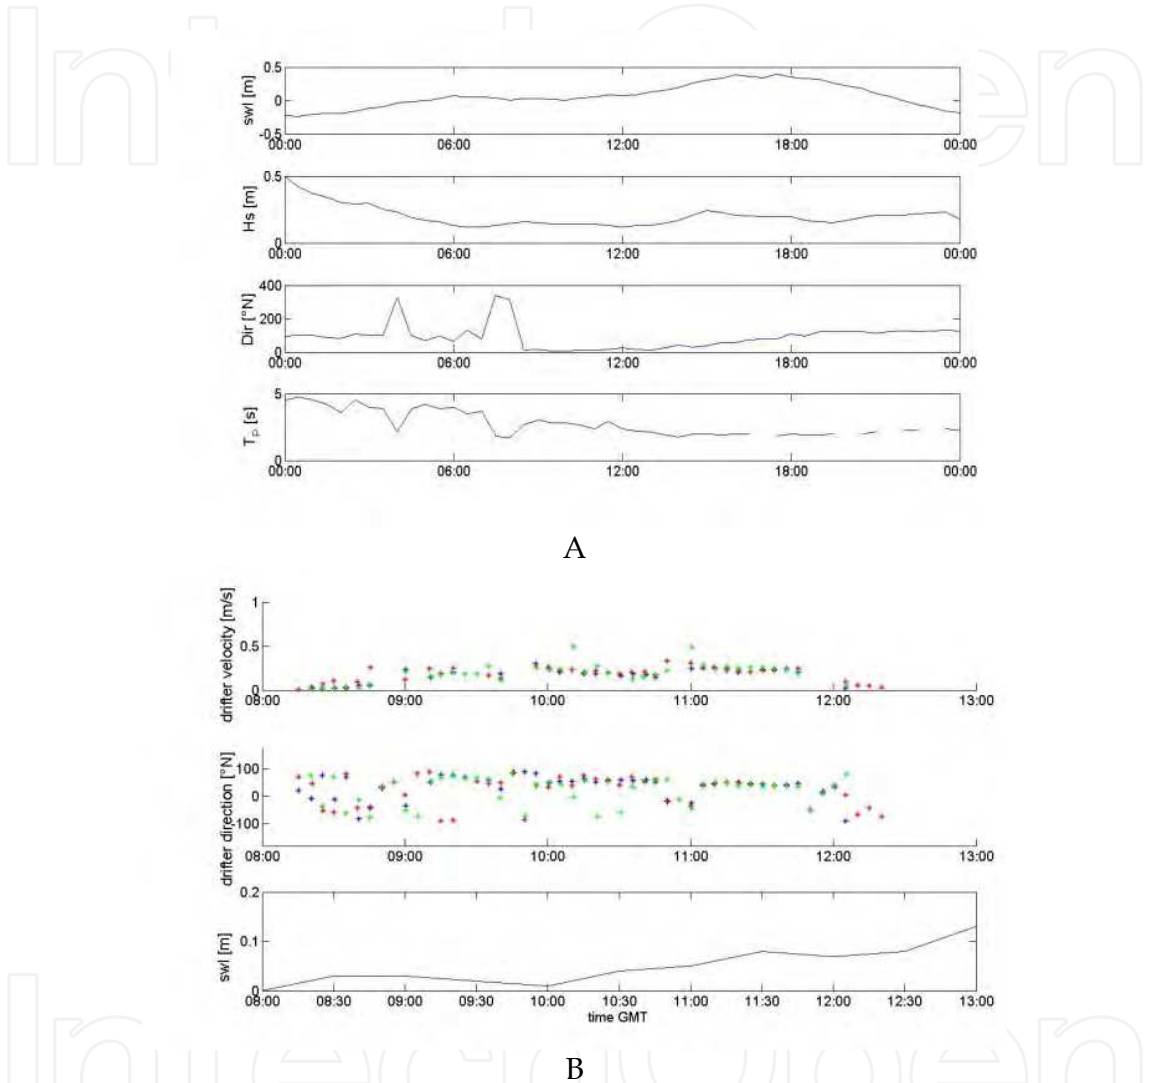 swl [m]
0.5
0
-0.5
00:00 06:00 12:00 18:00 00:00
Hs [m]
0.5
0
00:00 06:00 12:00 18:00 00:00
Dir [°N]
400
200
0
00:00 06:00 12:00 18:00 00:00
Tp [s]
5
0
00:00 06:00 12:00 18:00 00:00
A
drifter velocity [m/s]
1
0.5
0
08:00 09:00 10:00 11:00 12:00 13:00
drifter direction [°N]
100
0
-100
08:00 09:00 10:00 11:00 12:00 13:00
swl [m]
0.2
0.1
0
08:00 08:30 09:00 09:30 10:00 10:30 11:00 11:30 12:00 12:30 13:00
time GMT
B